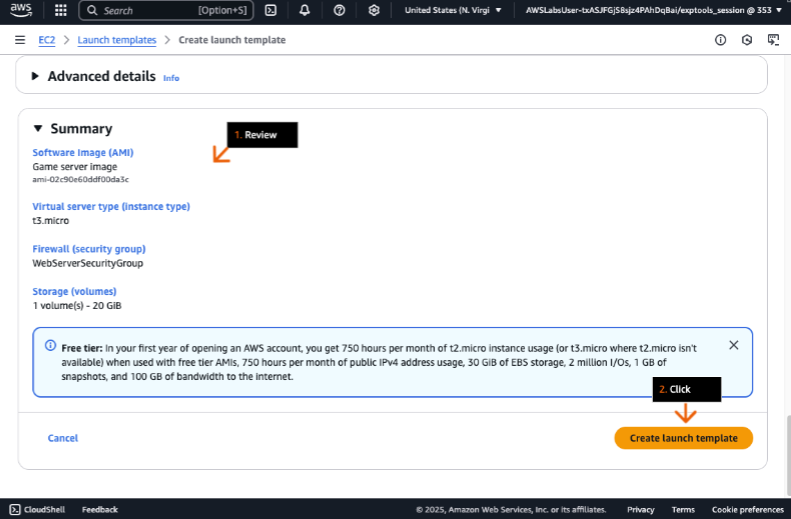 aws
Search [Option+S] United States (N. Virgi AWSLabsUser-txASJFGjS8sjz4PAhDqBai/exptools_session @ 353
EC2 > Launch templates > Create launch template
Advanced details Info
Summary
1. Review
Software Image (AMI)
Game server image
ami-02c90e60ddf00da3c
Virtual server type (instance type)
t3.micro
Firewall (security group)
WebServerSecurityGroup
Storage (volumes)
1 volume(s) - 20 GiB
Free tier: In your first year of opening an AWS account, you get 750 hours per month of t2.micro instance usage (or t3.micro where t2.micro isn't
available) when used with free tier AMIs, 750 hours per month of public IPv4 address usage, 30 GiB of EBS storage, 2 million I/Os, 1 GB of
snapshots, and 100 GB of bandwidth to the internet.
2. Click
Cancel Create launch template
CloudShell Feedback © 2025, Amazon Web Services, Inc. or its affiliates. Privacy Terms Cookie preferences